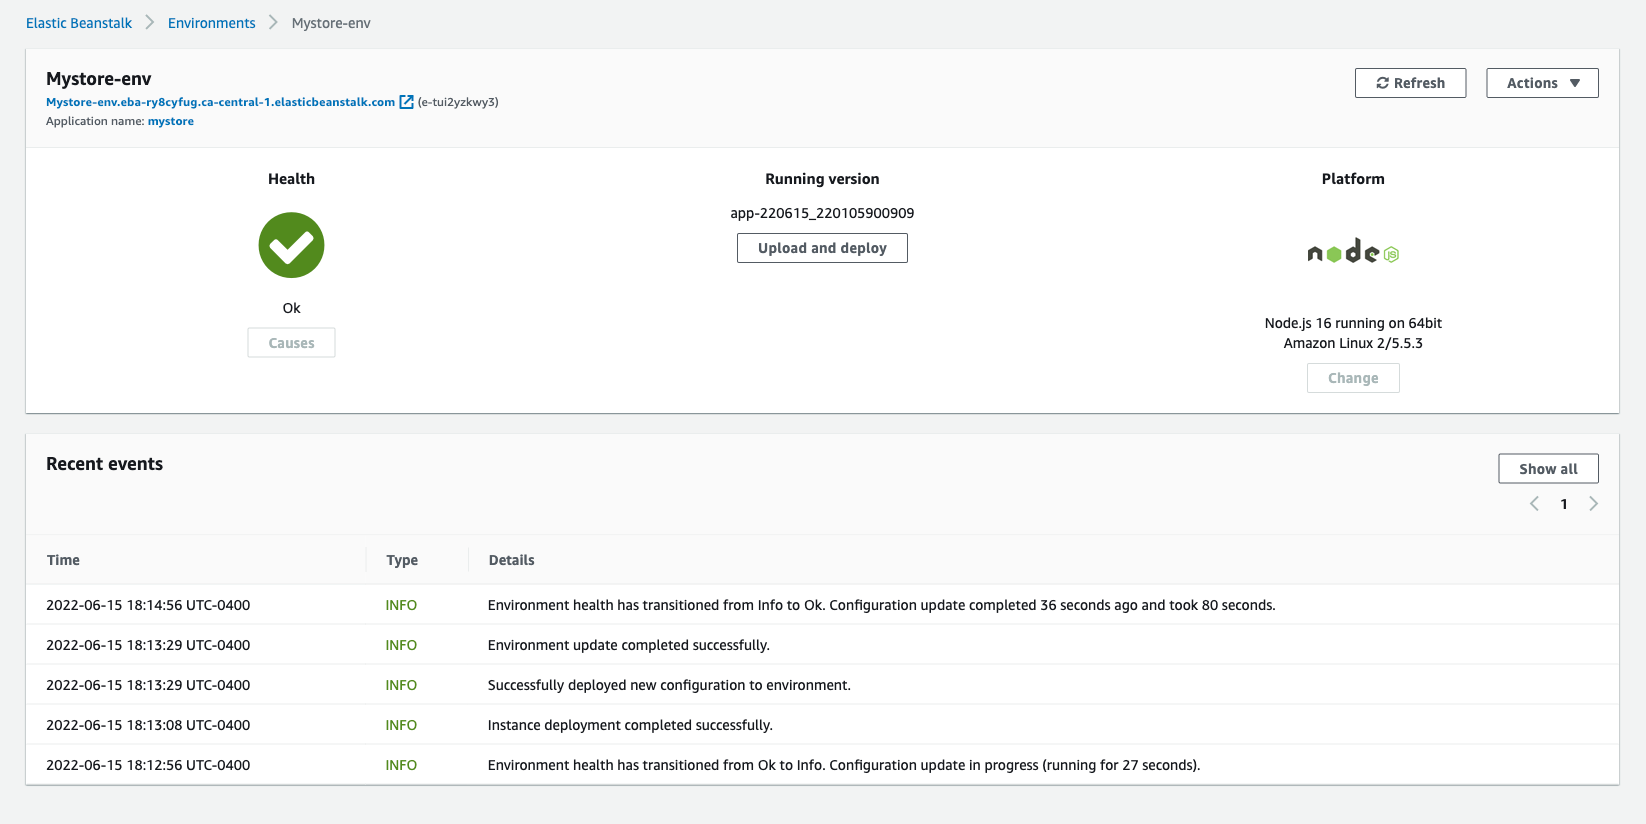 Elastic Beanstalk > Environments > Mystore-env
Mystore-env
Mystore-env.eba-ry8cyfug.ca-central-1.elasticbeanstalk.com (e-tui2yzkwy3)
Application name: mystore
Refresh
Actions
Health
Ok
Causes
Running version
app-220615_220105900909
Upload and deploy
Platform
node JS
Node.js 16 running on 64bit
Amazon Linux 2/5.5.3
Change
Recent events
Show all
1
Time Type Details
2022-06-15 18:14:56 UTC-0400 INFO Environment health has transitioned from Info to Ok. Configuration update completed 36 seconds ago and took 80 seconds.
2022-06-15 18:13:29 UTC-0400 INFO Environment update completed successfully.
2022-06-15 18:13:29 UTC-0400 INFO Successfully deployed new configuration to environment.
2022-06-15 18:13:08 UTC-0400 INFO Instance deployment completed successfully.
2022-06-15 18:12:56 UTC-0400 INFO Environment health has transitioned from Ok to Info. Configuration update in progress (running for 27 seconds).